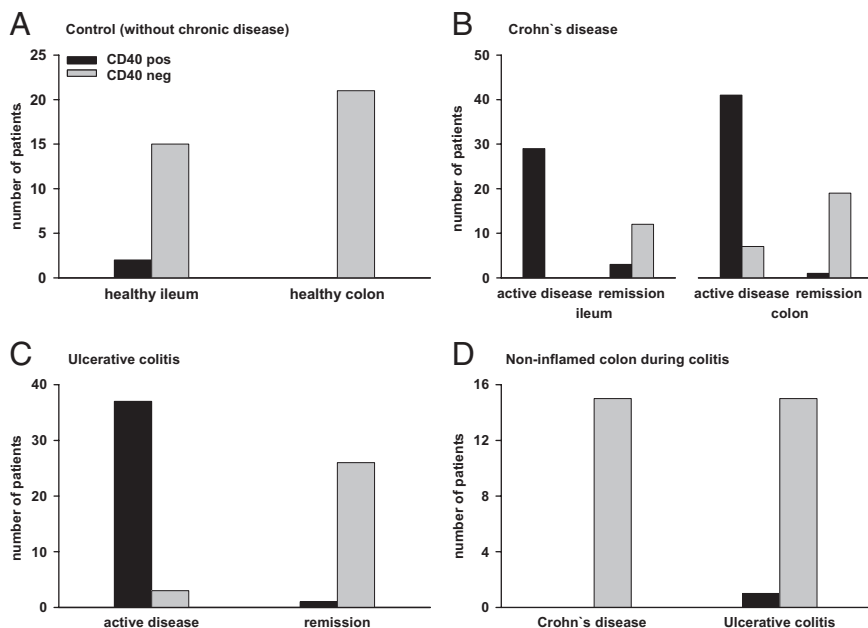 A
Control (without chronic disease)
25
20
15
10
5
0
number of patients
CD40 pos
CD40 neg
healthy ileum healthy colon
B
Crohn`s disease
50
40
30
20
10
0
number of patients
active disease remission active disease remission
ileum colon
C
Ulcerative colitis
40
30
20
10
0
number of patients
active disease remission
D
Non-inflamed colon during colitis
16
12
8
4
0
number of patients
Crohn`s disease Ulcerative colitis